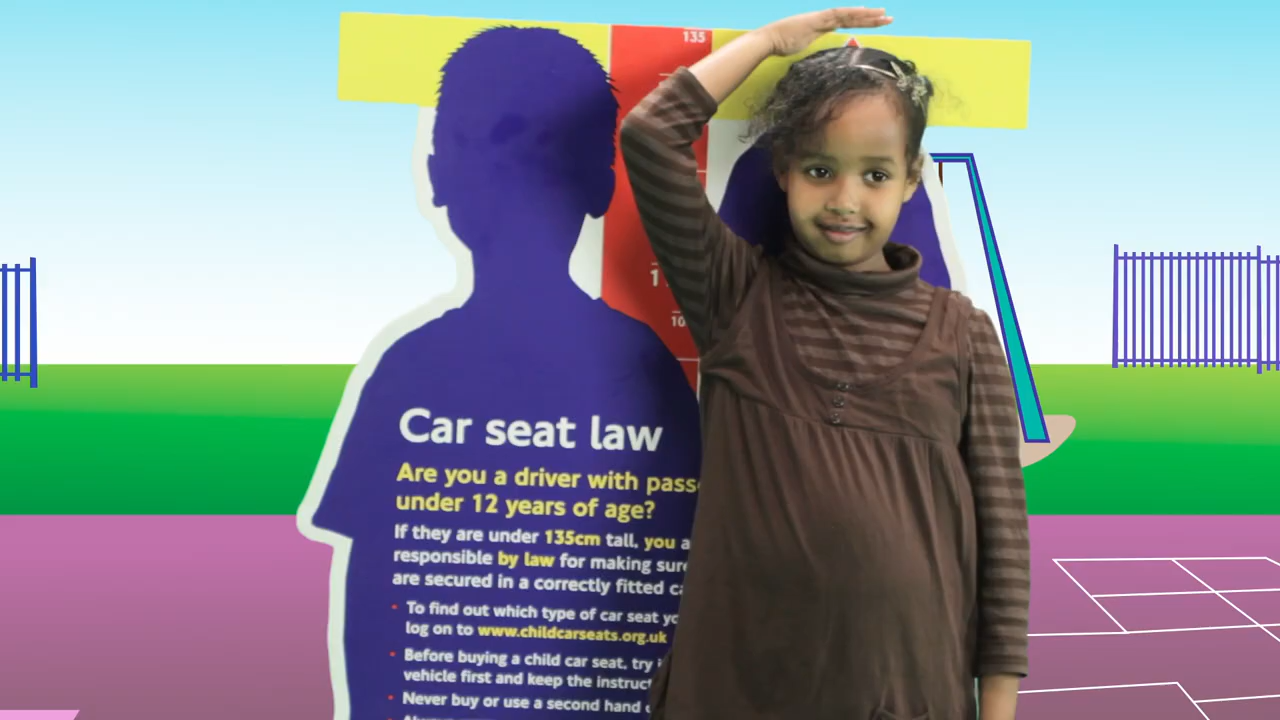 135
10
Car seat law
Are you a driver with
under 12 years of age?
If they are under 135cm tall, you
responsible by law for making sure
are secured in a correctly fitted
• To find out which type of car seat
log on to www.childcarseats.org.uk
• Before buying a child car seat, try
vehicle first and keep the
• Never buy or use a second hand